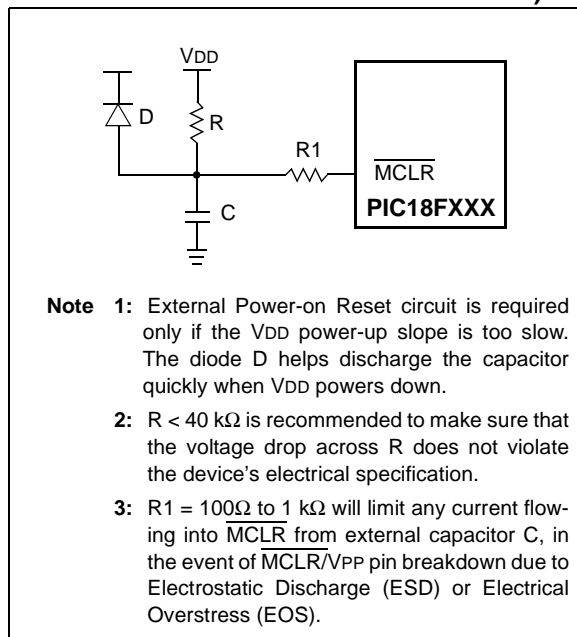 VDD
D
R
R1
MCLR
C
PIC18FXXX
Note 1: External Power-on Reset circuit is required
only if the VDD power-up slope is too slow.
The diode D helps discharge the capacitor
quickly when VDD powers down.
2: R < 40 kΩ is recommended to make sure that
the voltage drop across R does not violate
the device's electrical specification.
3: R1 = 100Ω to 1 kΩ will limit any current flow-
ing into MCLR from external capacitor C, in
the event of MCLR/VPP pin breakdown due to
Electrostatic Discharge (ESD) or Electrical
Overstress (EOS).